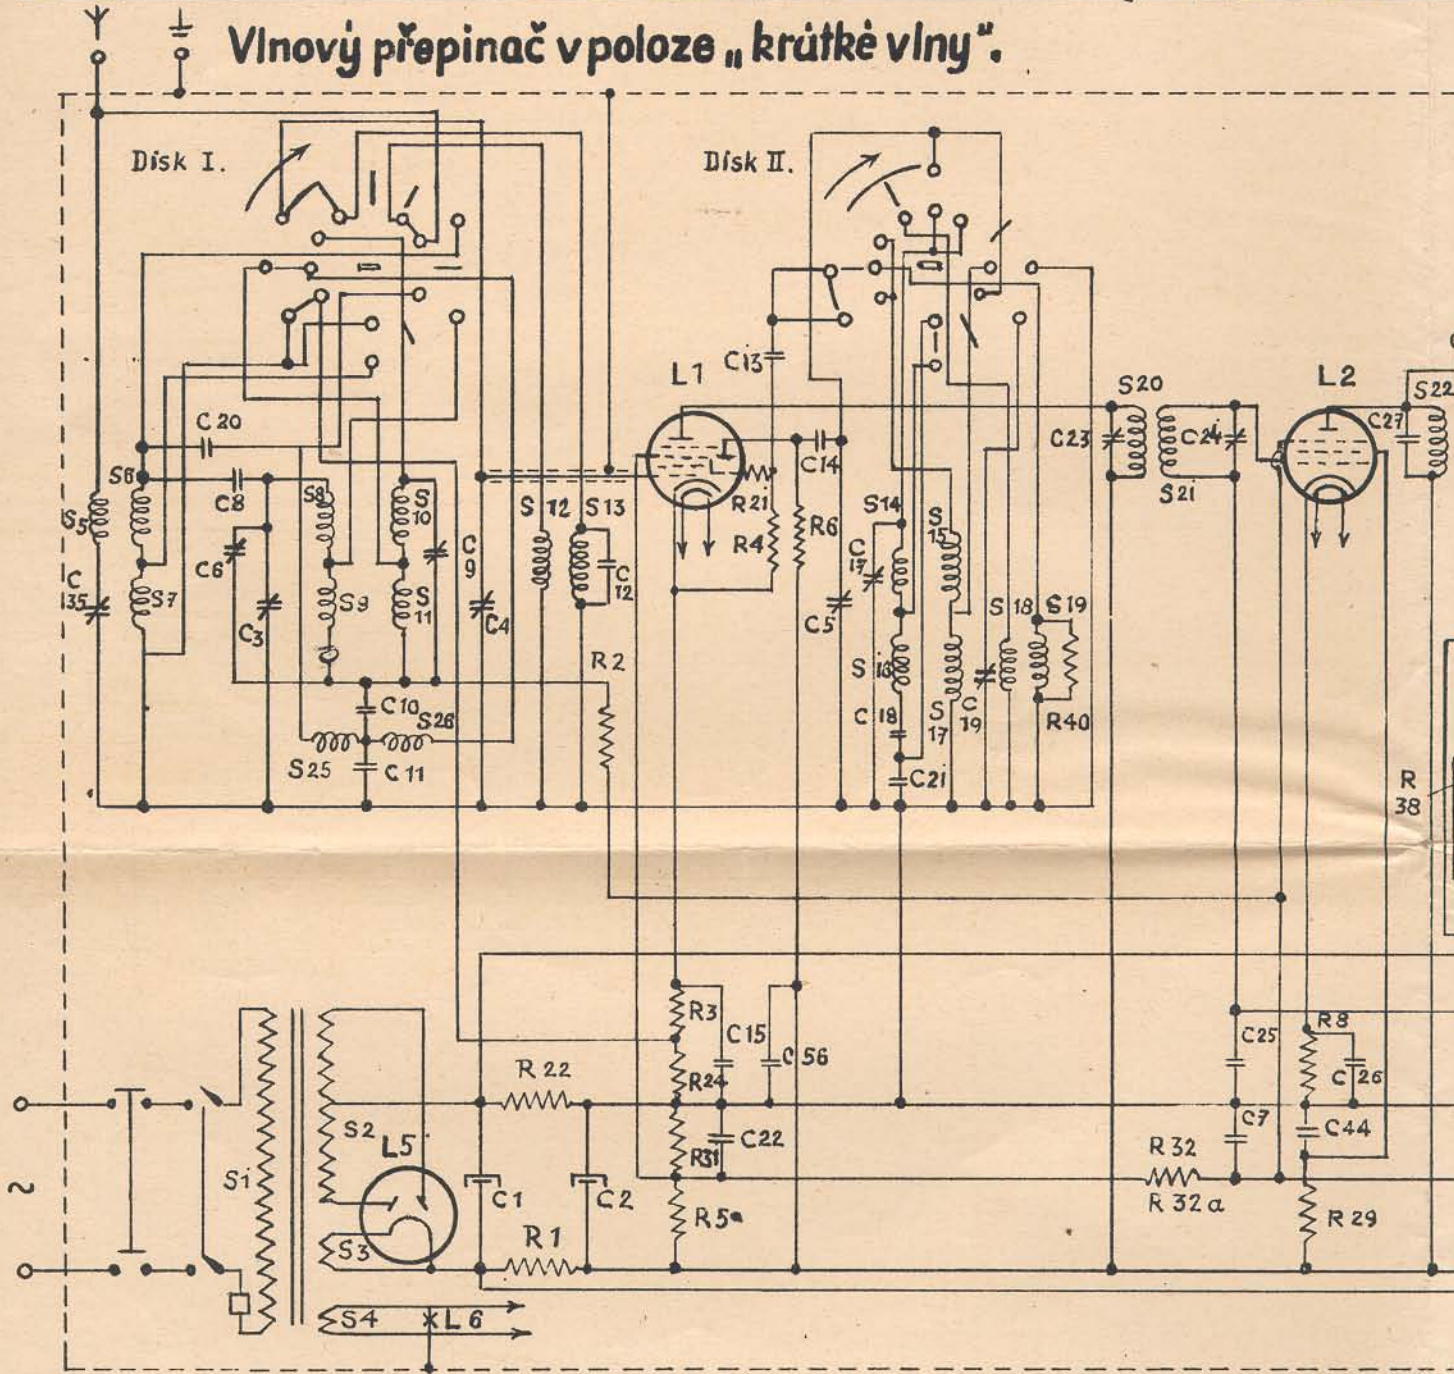 Vlnový přepínač v poloze „krátké vlny“.
Disk I.
Disk II.
L1
L2
C13
S20
S22
C27
C20
C23
C24
C14
S6
C8
S8
S10
S12
S13
R21
S21
S5
R4
R6
S14
S15
C17
C6
C9
C12
C35
S7
S9
S11
C3
C4
C5
S18
S19
R2
S16
C10
C18
S17
C19
R40
S26
S25
C11
C21
R38
R3
C15
C56
C25
R8
R24
C26
R22
S2
L5
R31
C22
C7
C44
R32
S1
C1
C2
R5a
R32a
R29
R1
S3
~
S4
L6